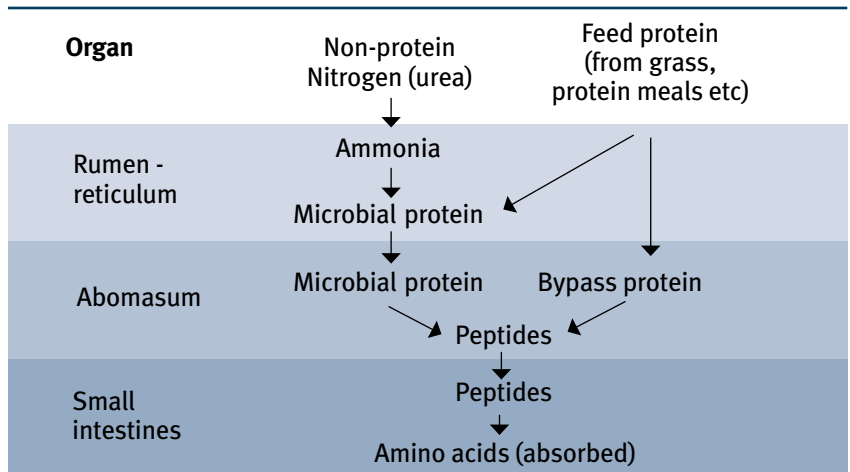 Organ
Non-protein
Nitrogen (urea)
Feed protein
(from grass,
protein meals etc)
Rumen -
reticulum
Ammonia
Microbial protein
Abomasum
Microbial protein
Bypass protein
Peptides
Small
intestines
Peptides
Amino acids (absorbed)